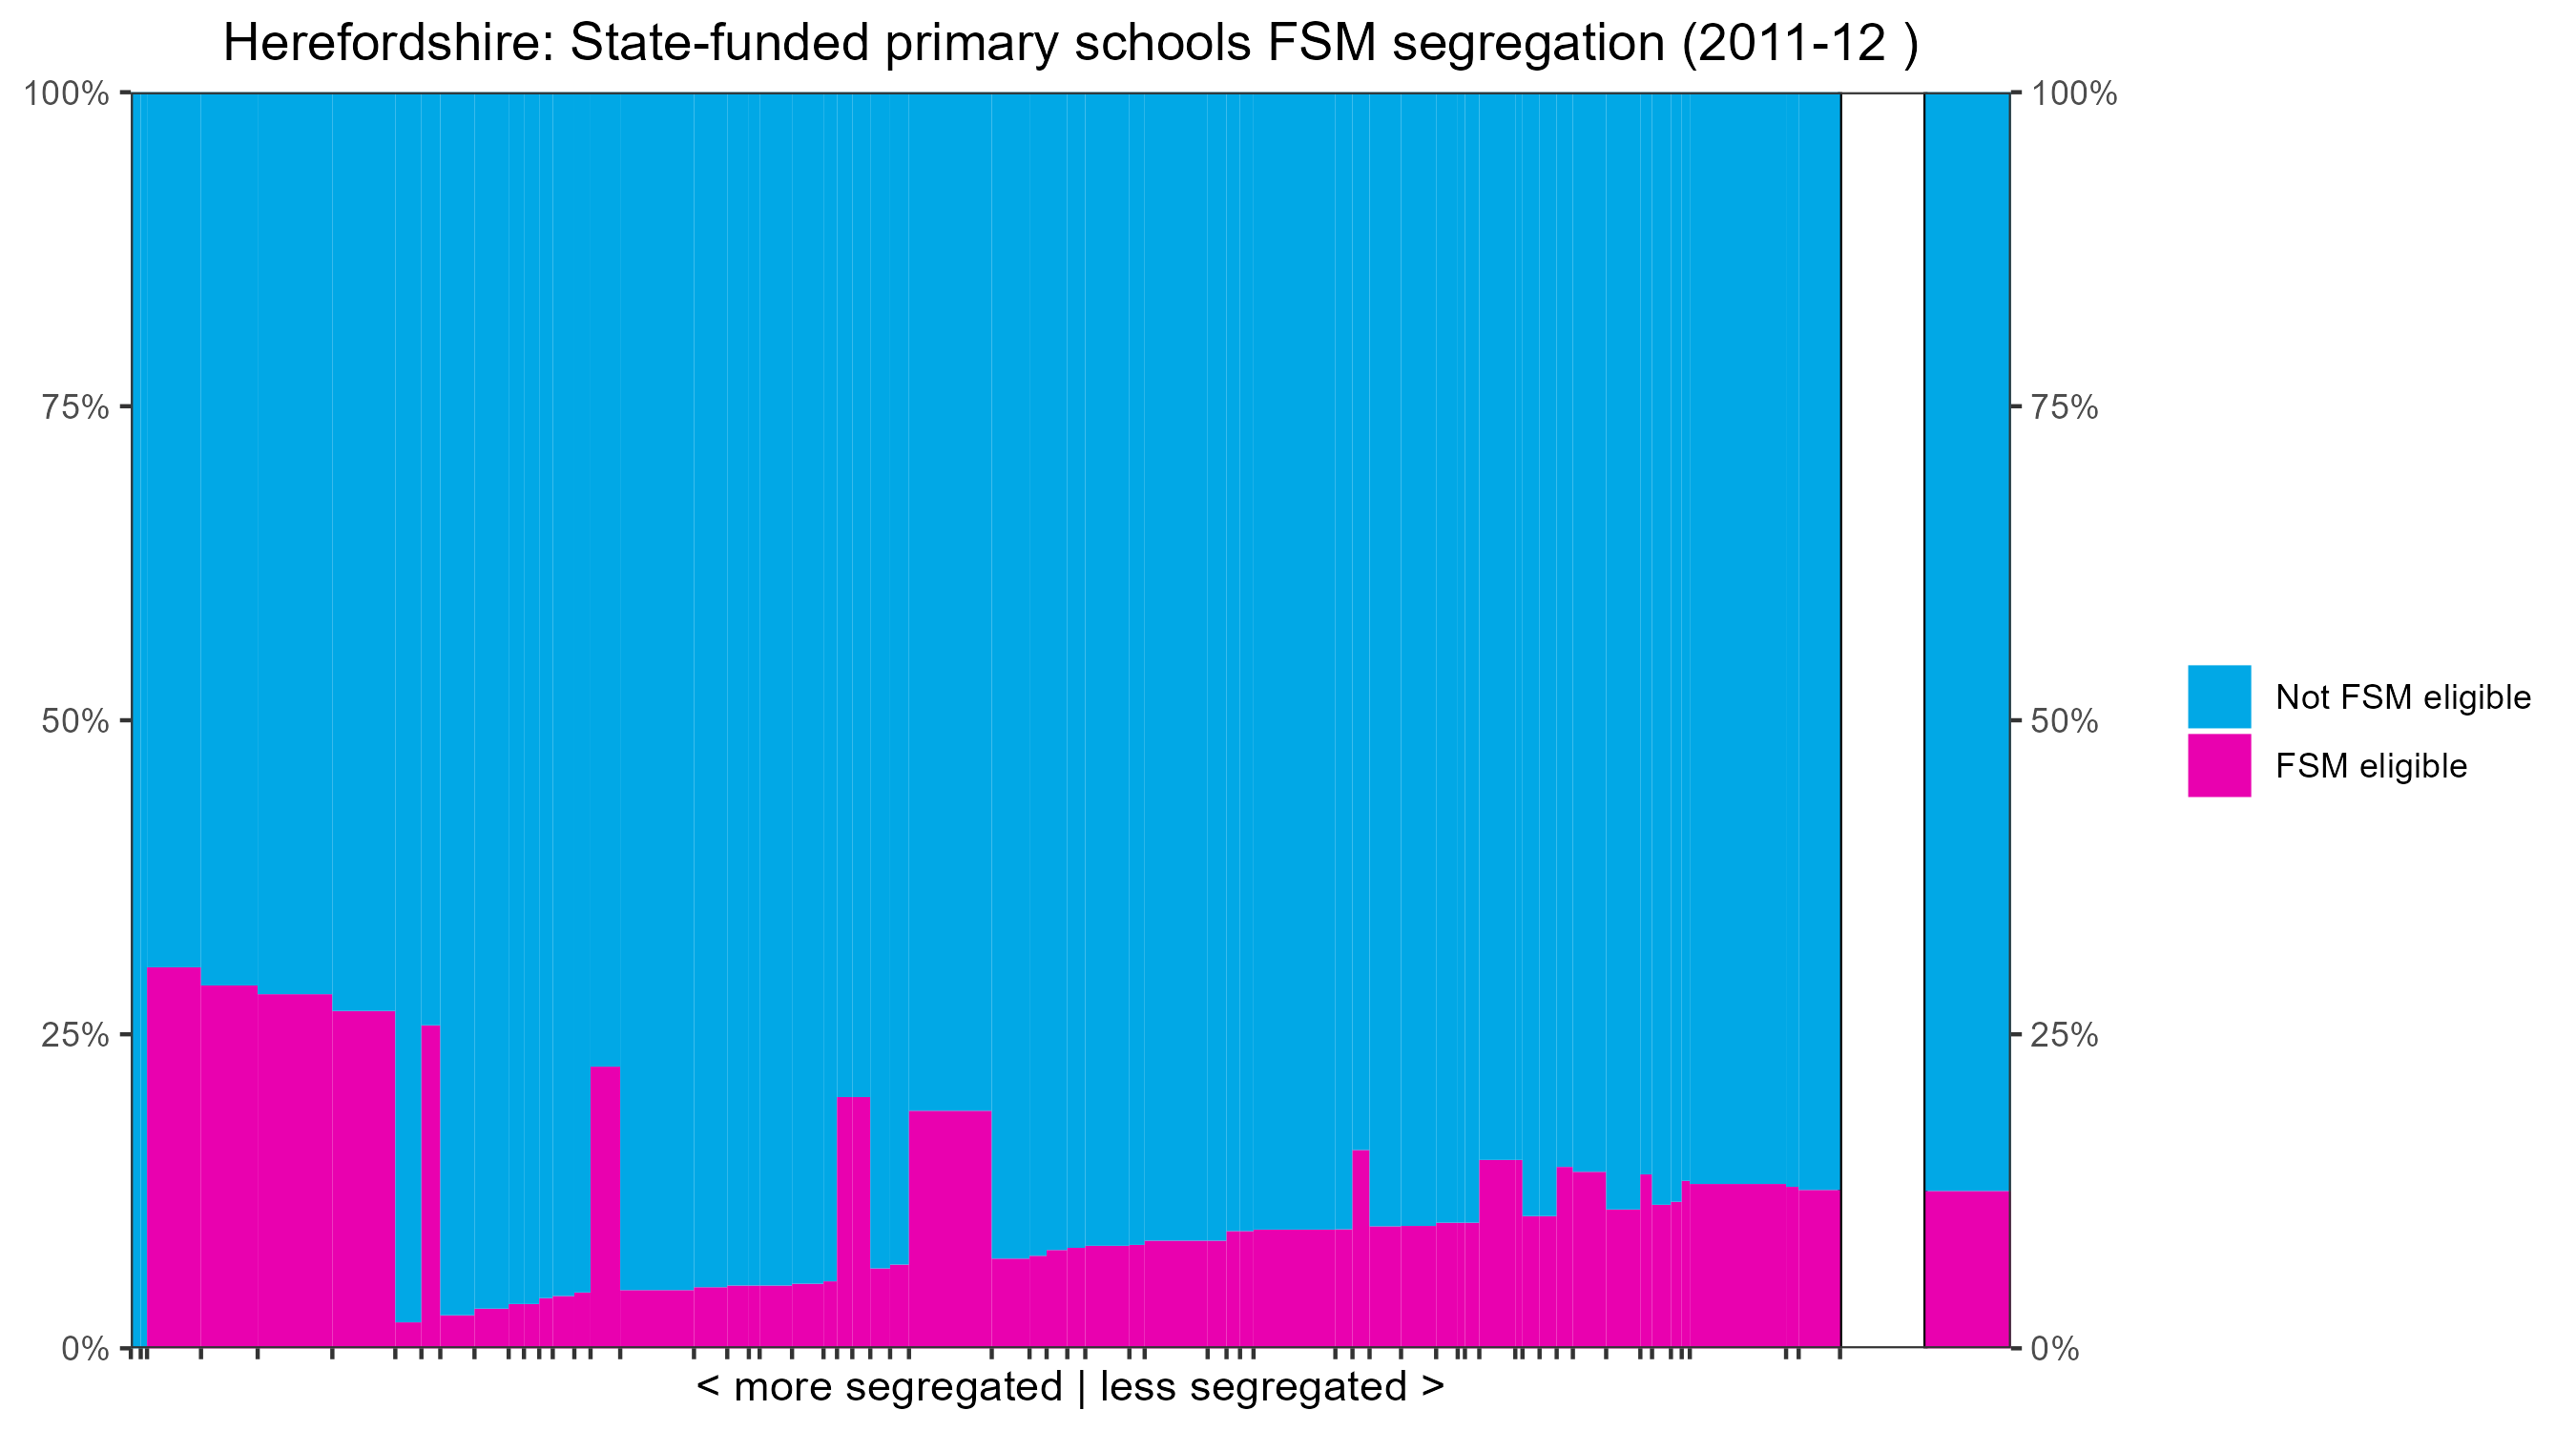 Herefordshire: State-funded primary schools FSM segregation (2011-12 )
100%
75%
50%
25%
0%
100%
75%
50%
25%
0%
Not FSM eligible
FSM eligible
< more segregated | less segregated >